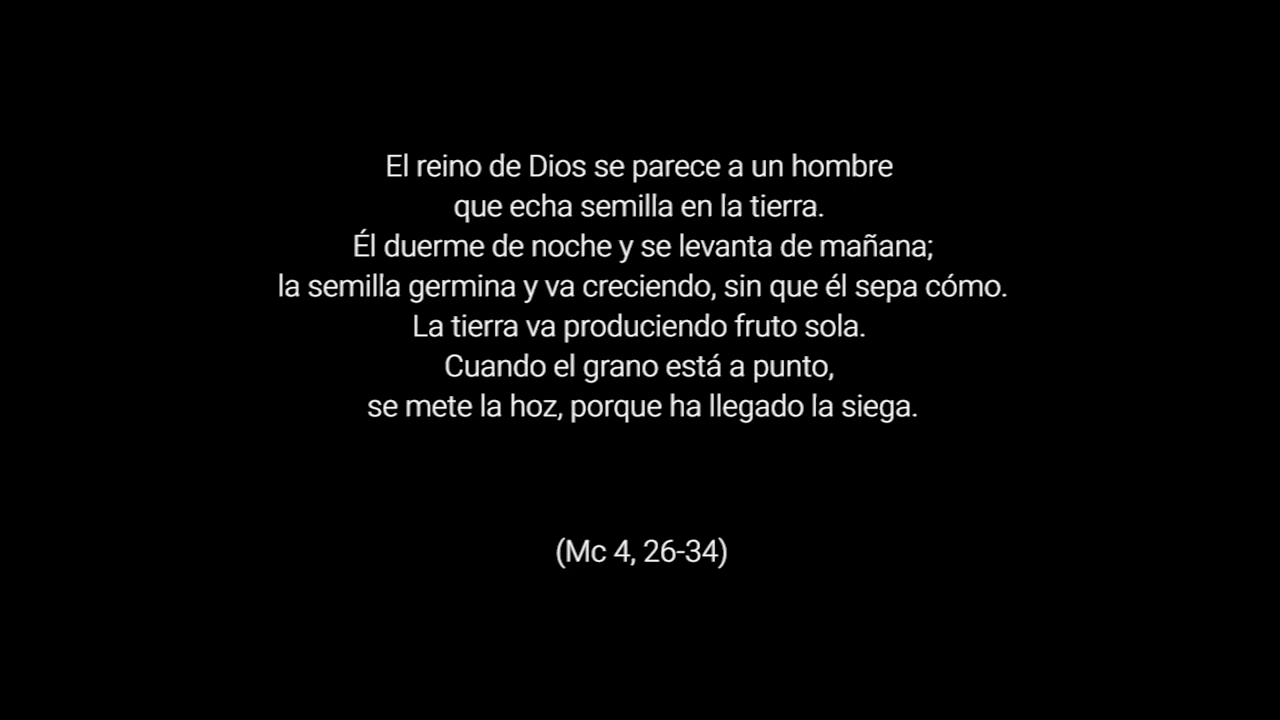 El reino de Dios se parece a un hombre
que echa semilla en la tierra.
Él duerme de noche y se levanta de mañana;
la semilla germina y va creciendo, sin que él sepa cómo.
La tierra va produciendo fruto sola.
Cuando el grano está a punto,
se mete la hoz, porque ha llegado la siega.
(Mc 4, 26-34)